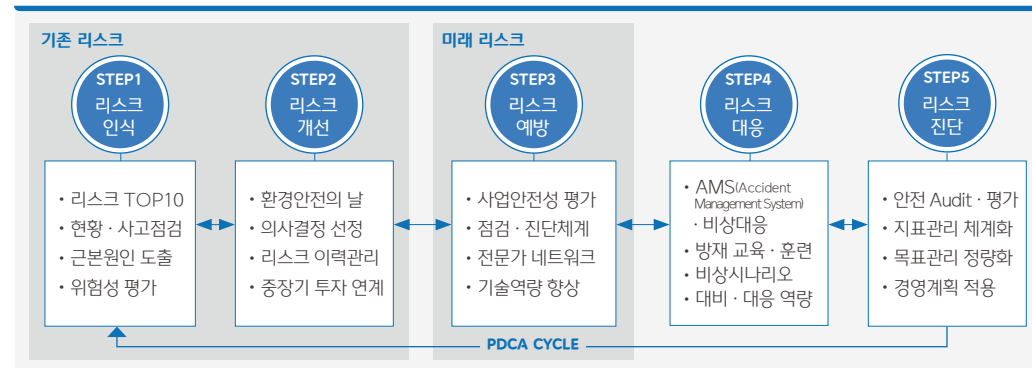 기존 리스크
미래 리스크
STEP1
리스크
인식
STEP2
리스크
개선
STEP3
리스크
예방
STEP4
리스크
대응
STEP5
리스크
진단
• 리스크 TOP10
• 현황 · 사고점검
• 근본원인 도출
• 위험성 평가
• 환경안전의 날
• 의사결정 선정
• 리스크 이력관리
• 중장기 투자 연계
• 사업안전성 평가
• 점검 · 진단체계
• 전문가 네트워크
• 기술역량 향상
• AMS(Accident
Management System)
· 비상대응
• 방재 교육 · 훈련
• 비상시나리오
• 대비 · 대응 역량
• 안전 Audit · 평가
• 지표관리 체계화
• 목표관리 정량화
• 경영계획 적용
PDCA CYCLE